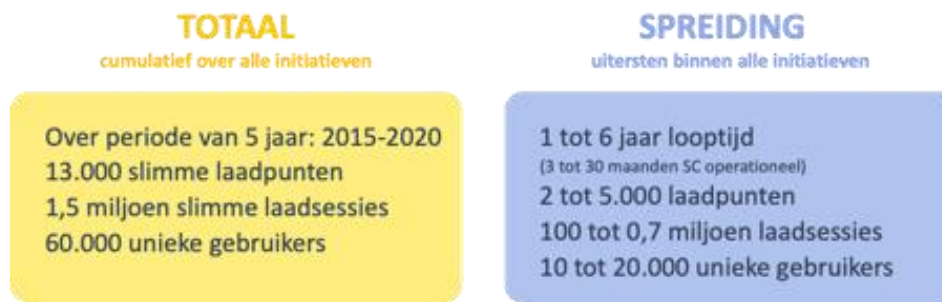 TOTAAL
cumulatief over alle initiatieven
Over periode van 5 jaar: 2015-2020
13.000 slimme laadpunten
1,5 miljoen slimme laadsessies
60.000 unieke gebruikers
SPREIDING
uitersten binnen alle initiatieven
1 tot 6 jaar looptijd
(3 tot 30 maanden SC operationeel)
2 tot 5.000 laadpunten
100 tot 0,7 miljoen laadsessies
10 tot 20.000 unieke gebruikers